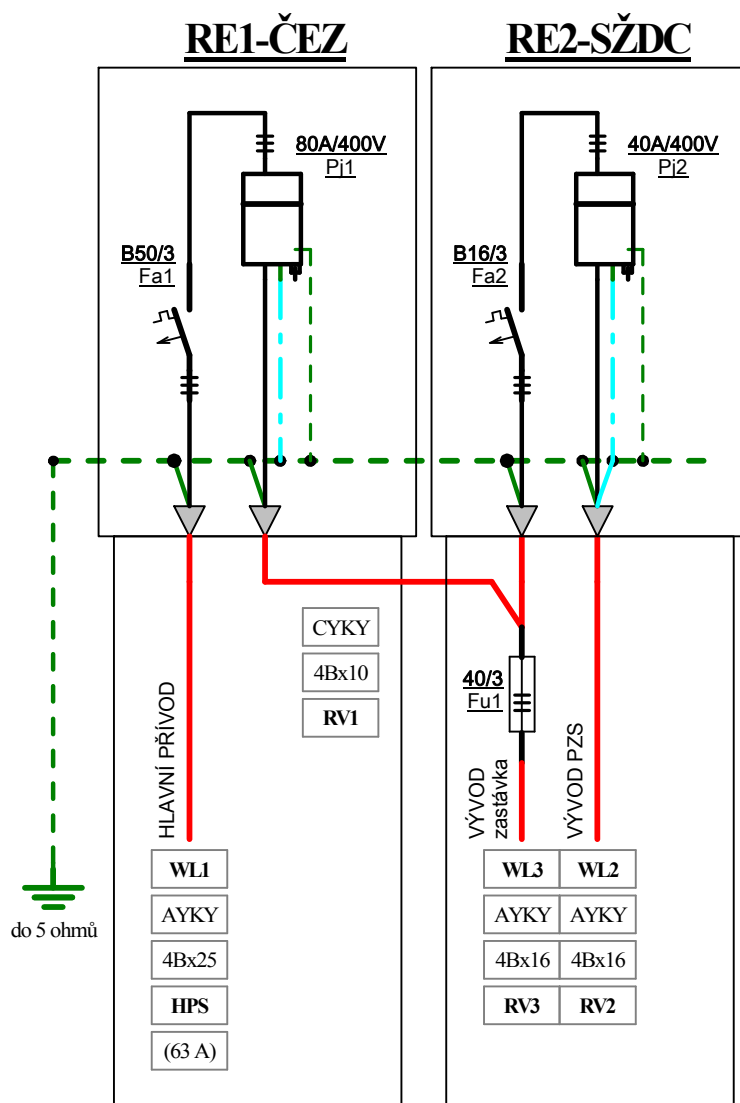 RE1-ČEZ
RE2-SŽDC
80A/400V
Pj1
40A/400V
Pj2
B50/3
Fa1
B16/3
Fa2
CYKY
4Bx10
RV1
40/3
Fu1
HLAVNÍ PŘÍVOD
VÝVOD
zastávka
VÝVOD PZS
WL1
AYKY
4Bx25
HPS
(63 A)
WL3
AYKY
4Bx16
RV3
WL2
AYKY
4Bx16
RV2
do 5 ohmů